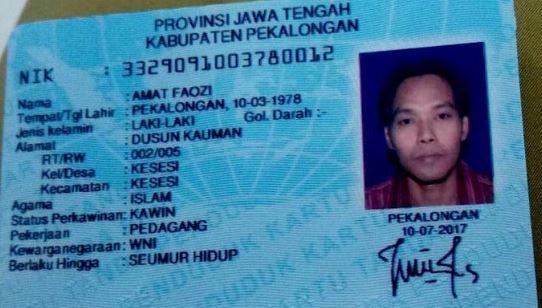 PROVINSI JAWA TENGAH
KABUPATEN PEKALONGAN
NIK : 3329091003780012
Nama : AMAT FAOZI
Tempat/Tgl Lahir : PEKALONGAN, 10-03-1978
Jenis kelamin : LAKI-LAKI Gol. Darah :-
Alamat : DUSUN KAUMAN
RT/RW : 002/005
Kel/Desa : KESESI
Kecamatan : KESESI
Agama : ISLAM
Status Perkawinan: KAWIN
Pekerjaan : PEDAGANG
Kewarganegaraan: WNI
Berlaku Hingga : SEUMUR HIDUP
PEKALONGAN
10-07-2017